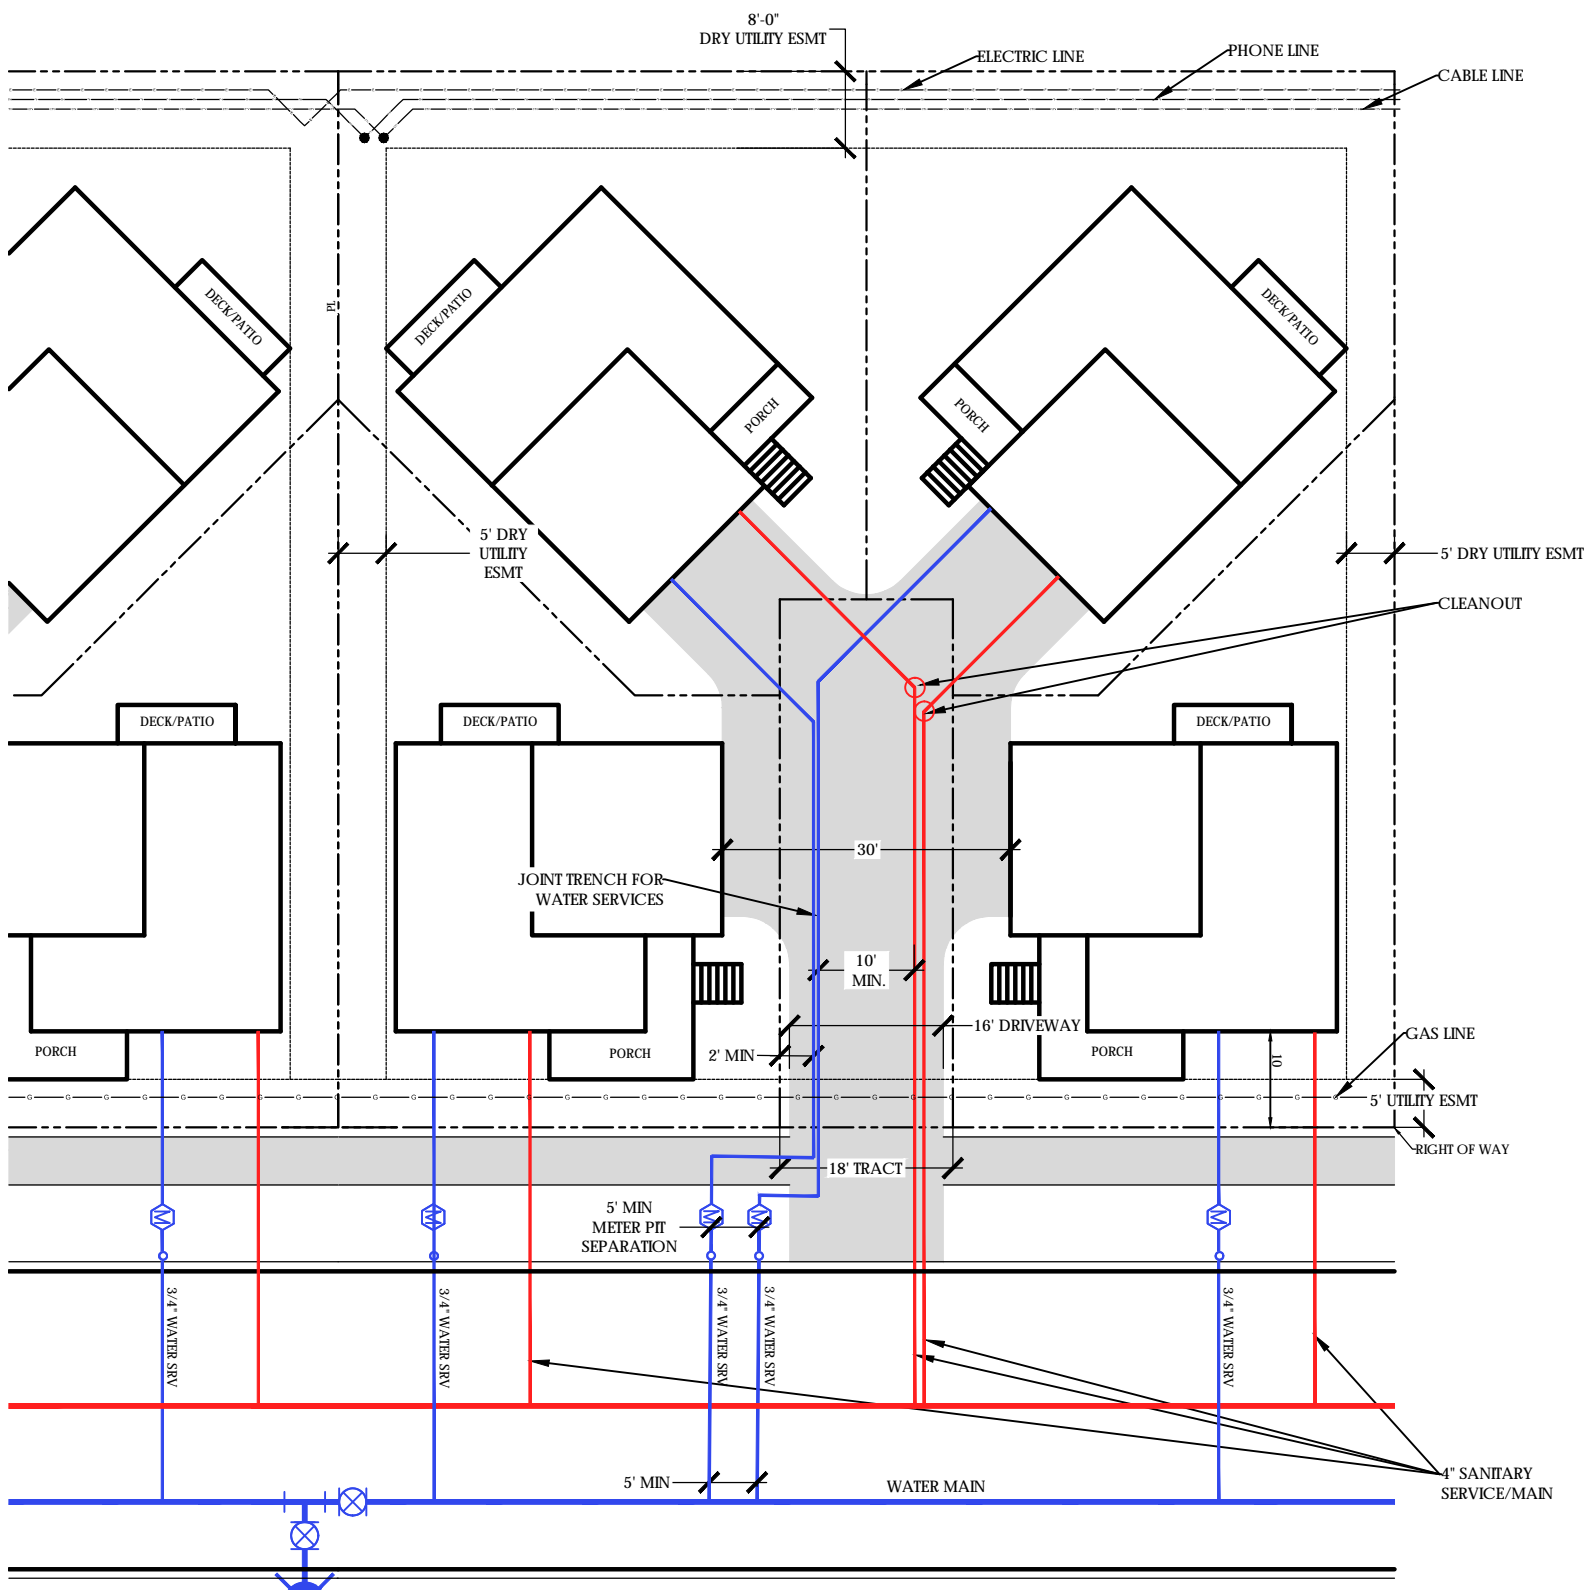 8'-0"
DRY UTILITY ESMT
ELECTRIC LINE
PHONE LINE
CABLE LINE
DECK/PATIO
PL
DECK/PATIO
DECK/PATIO
PORCH
PORCH
5' DRY
UTILITY
ESMT
5' DRY UTILITY ESMT
CLEANOUT
DECK/PATIO
DECK/PATIO
DECK/PATIO
30'
JOINT TRENCH FOR
WATER SERVICES
10'
MIN.
16' DRIVEWAY
2' MIN
PORCH
PORCH
PORCH
10
GAS LINE
5' UTILITY ESMT
G G G G G G G G G G G G G G G G G G G G G G G G G G G G G G G G G G G
RIGHT OF WAY
18' TRACT
5' MIN
METER PIT
SEPARATION
M
M
M
M
M
3/4" WATER SRV
3/4" WATER SRV
3/4" WATER SRV
3/4" WATER SRV
3/4" WATER SRV
5' MIN
WATER MAIN
4" SANITARY
SERVICE/MAIN